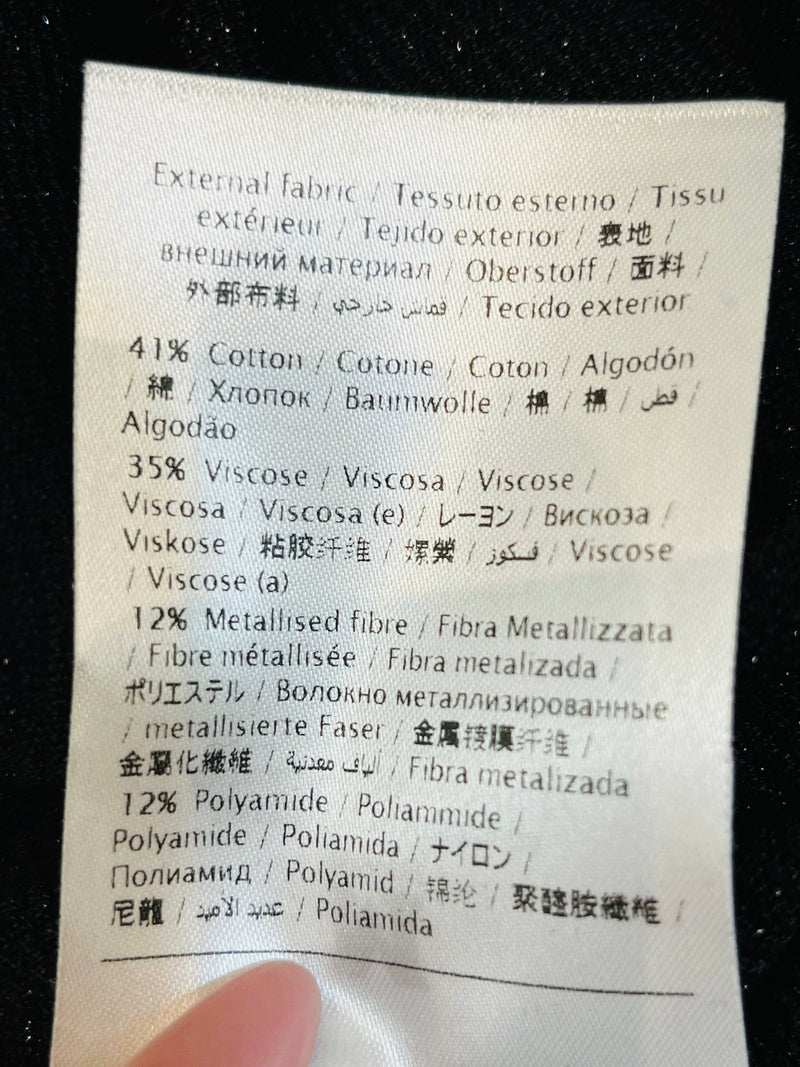 External fabric / Tessuto esterno / Tissu
extérieur / Tejido exterior / 表地 /
внешний материал / Oberstoff / 面料 /
外部布料 / قماش خارجي / Tecido exterior
41% Cotton / Cotone / Coton / Algodón
/ 綿 / Хлопок / Baumwolle / 棉 / 棉 / قطن /
Algodão
35% Viscose / Viscosa / Viscose /
Viscosa / Viscosa (e) / レーヨン / Вискоза /
Viskose / 粘胶纤维 / 嫘縈 / فسكوز / Viscose
/ Viscose (a)
12% Metallised fibre / Fibra Metallizzata
/ Fibre métallisée / Fibra metalizada /
ポリエステル / Волокно металлизированные
/ metallisierte Faser / 金属镀膜纤维 /
金屬化纖維 / ألياف معدنية / Fibra metalizada
12% Polyamide / Poliammide /
Polyamide / Poliamida / ナイロン /
Полиамид / Polyamid / 锦纶 / 聚醯胺纖維 /
尼龍 / عديد الأميد / Poliamida